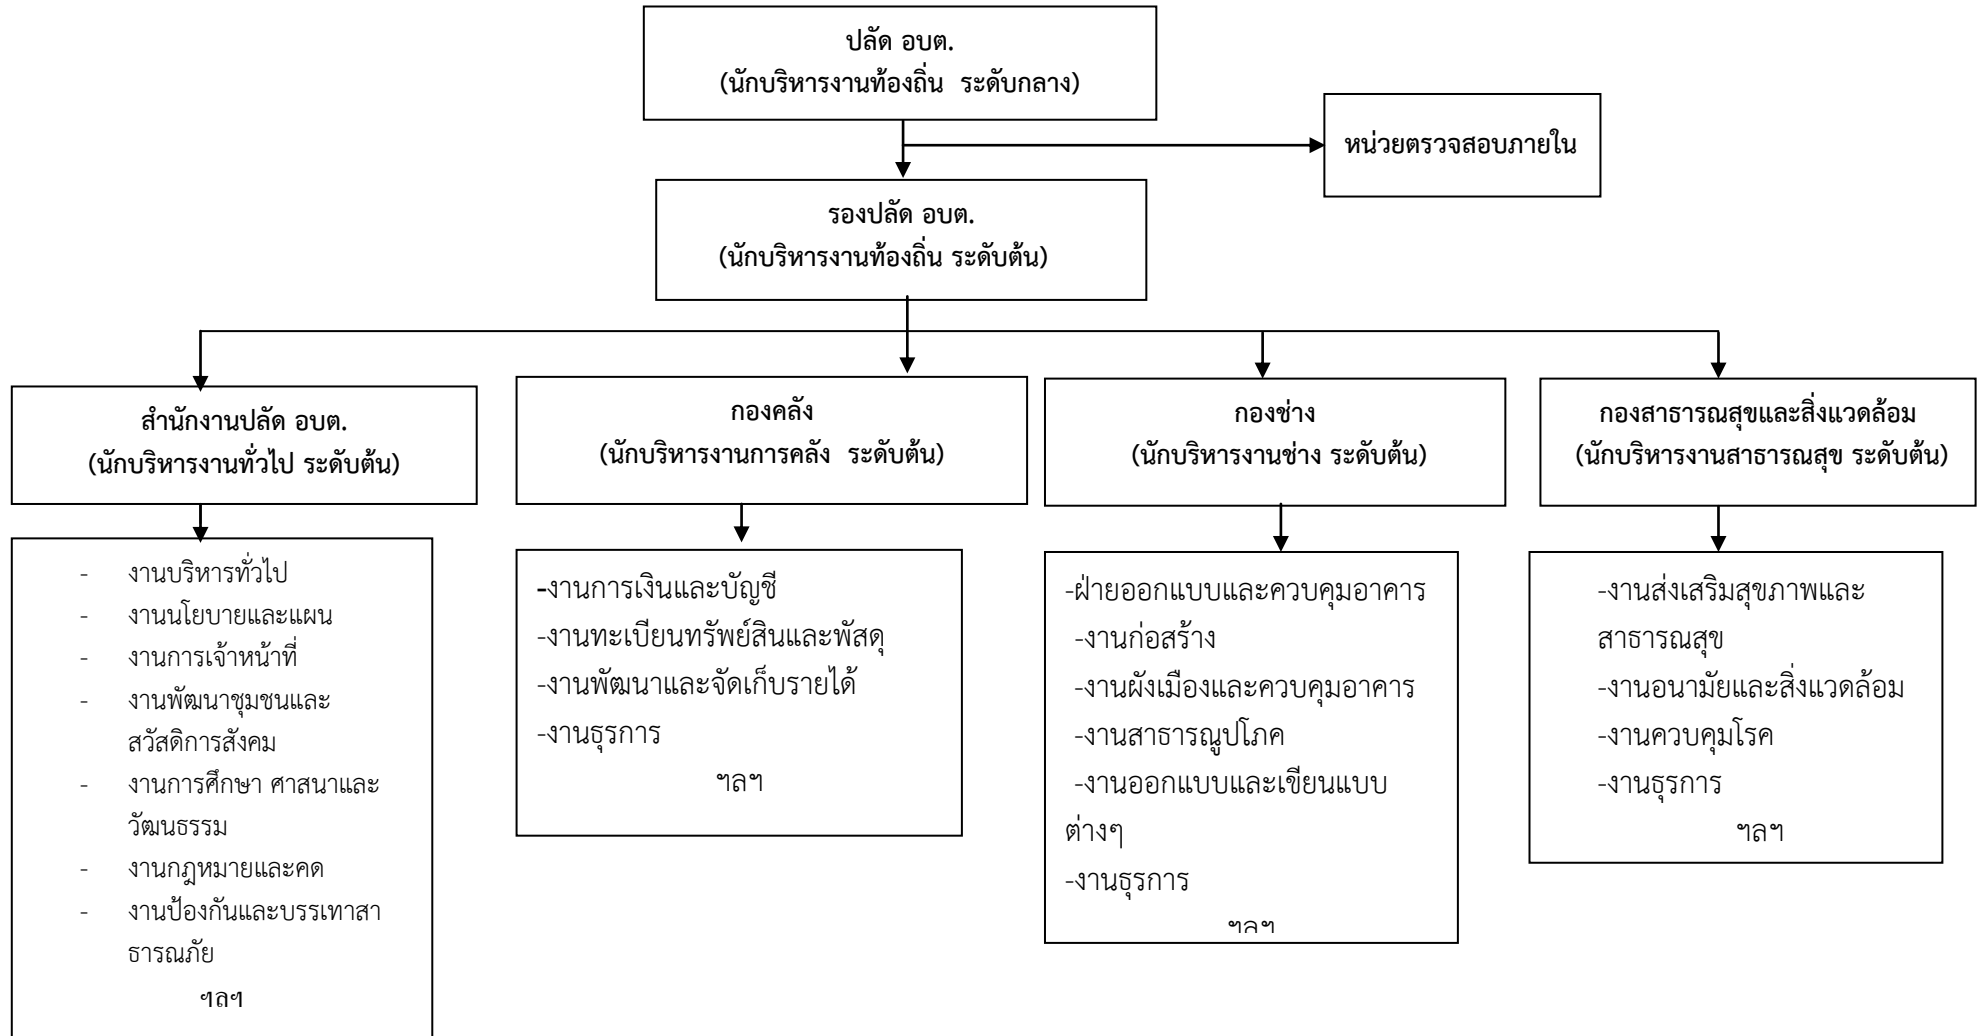 ปลัด อบต.
(นักบริหารงานท้องถิ่น ระดับกลาง)
หน่วยตรวจสอบภายใน
รองปลัด อบต.
(นักบริหารงานท้องถิ่น ระดับต้น)
สำนักงานปลัด อบต.
(นักบริหารงานทั่วไป ระดับต้น)
กองคลัง
(นักบริหารงานการคลัง ระดับต้น)
กองช่าง
(นักบริหารงานช่าง ระดับต้น)
กองสาธารณสุขและสิ่งแวดล้อม
(นักบริหารงานสาธารณสุข ระดับต้น)
- งานบริหารทั่วไป
- งานนโยบายและแผน
- งานการเจ้าหน้าที่
- งานพัฒนาชุมชนและ
สวัสดิการสังคม
- งานการศึกษา ศาสนาและ
วัฒนธรรม
- งานกฎหมายและคด
- งานป้องกันและบรรเทาสา
ธารณภัย
ฯลฯ
-งานการเงินและบัญชี
-งานทะเบียนทรัพย์สินและพัสดุ
-งานพัฒนาและจัดเก็บรายได้
-งานธุรการ
ฯลฯ
-ฝ่ายออกแบบและควบคุมอาคาร
-งานก่อสร้าง
-งานผังเมืองและควบคุมอาคาร
-งานสาธารณูปโภค
-งานออกแบบและเขียนแบบ
ต่างๆ
-งานธุรการ
ฯลฯ
-งานส่งเสริมสุขภาพและ
สาธารณสุข
-งานอนามัยและสิ่งแวดล้อม
-งานควบคุมโรค
-งานธุรการ
ฯลฯ